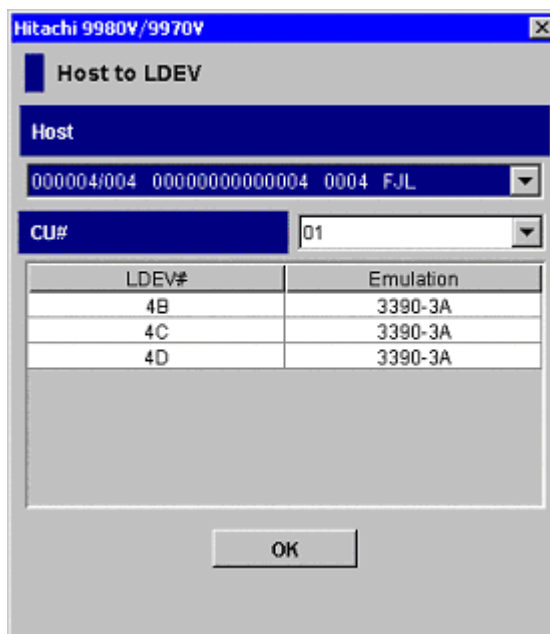 Hitachi 9980V/9970V
Host to LDEV
Host
000004/004 00000000000004 0004 FJL
CU# 01
LDEV# Emulation
4B 3390-3A
4C 3390-3A
4D 3390-3A
OK